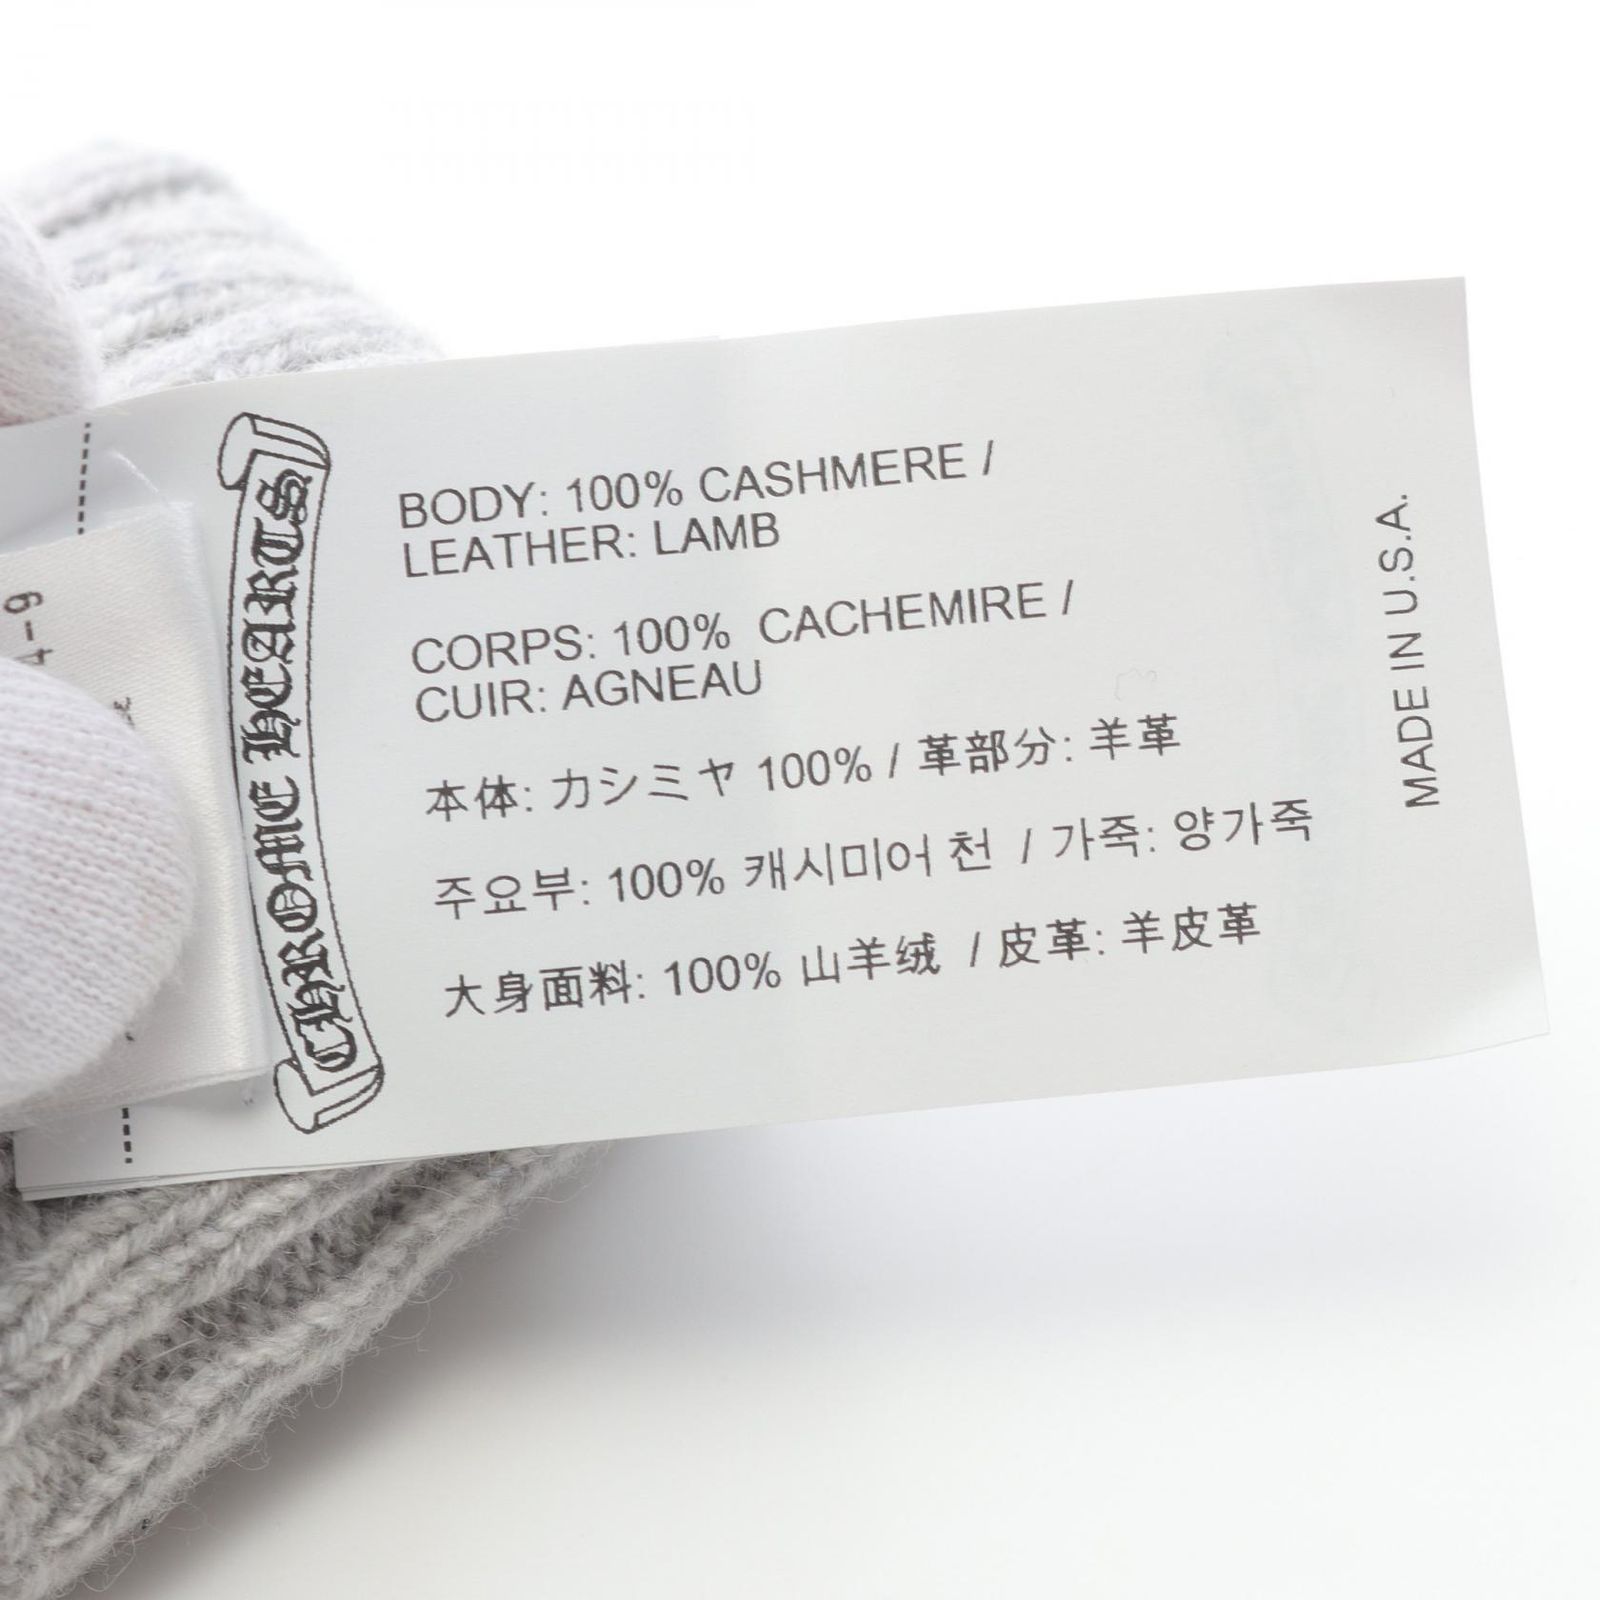 CHROME HEARTS
BODY: 100% CASHMERE /
LEATHER: LAMB
CORPS: 100% CACHEMIRE /
CUIR: AGNEAU
本体: カシミヤ 100% / 革部分: 羊革
주요부: 100% 캐시미어 천 / 가죽: 양가죽
大身面料: 100% 山羊绒 / 皮革: 羊皮革
MADE IN U.S.A.